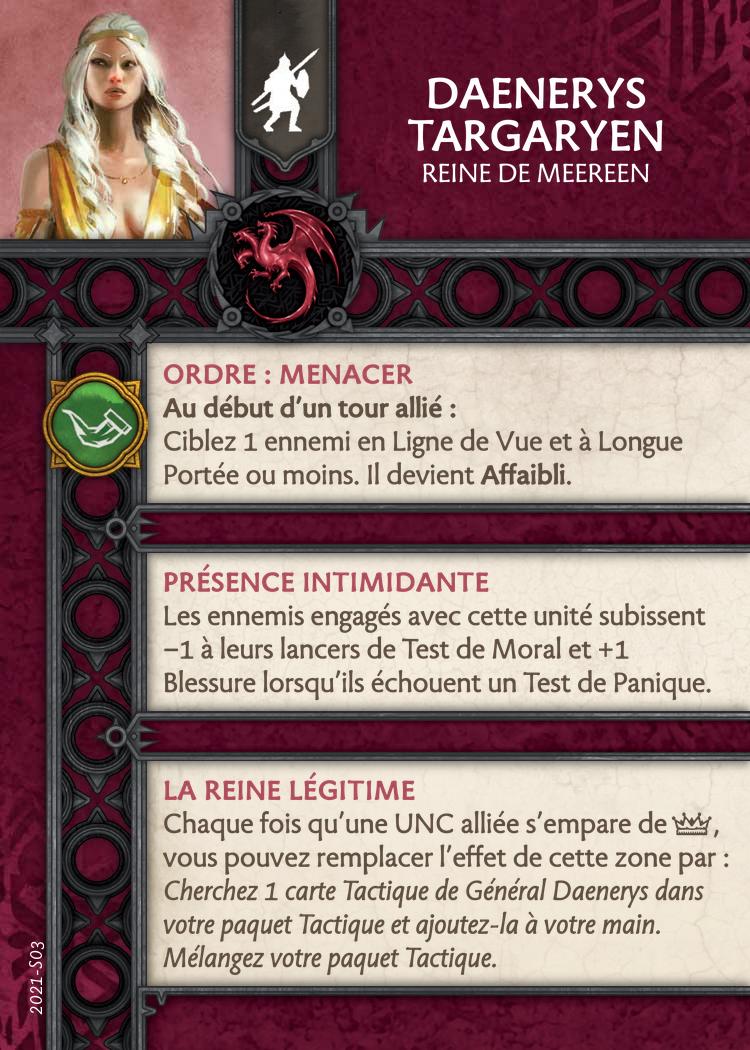 DAENERYS
TARGARYEN
REINE DE MEEREEN
ORDRE : MENACER
Au début d'un tour allié :
Ciblez 1 ennemi en Ligne de Vue et à Longue
Portée ou moins. Il devient Affaibli.
PRÉSENCE INTIMIDANTE
Les ennemis engagés avec cette unité subissent
−1 à leurs lancers de Test de Moral et +1
Blessure lorsqu'ils échouent un Test de Panique.
LA REINE LÉGITIME
Chaque fois qu'une UNC alliée s'empare de ,
vous pouvez remplacer l'effet de cette zone par :
Cherchez 1 carte Tactique de Général Daenerys dans
votre paquet Tactique et ajoutez-la à votre main.
Mélangez votre paquet Tactique.
2021-S03